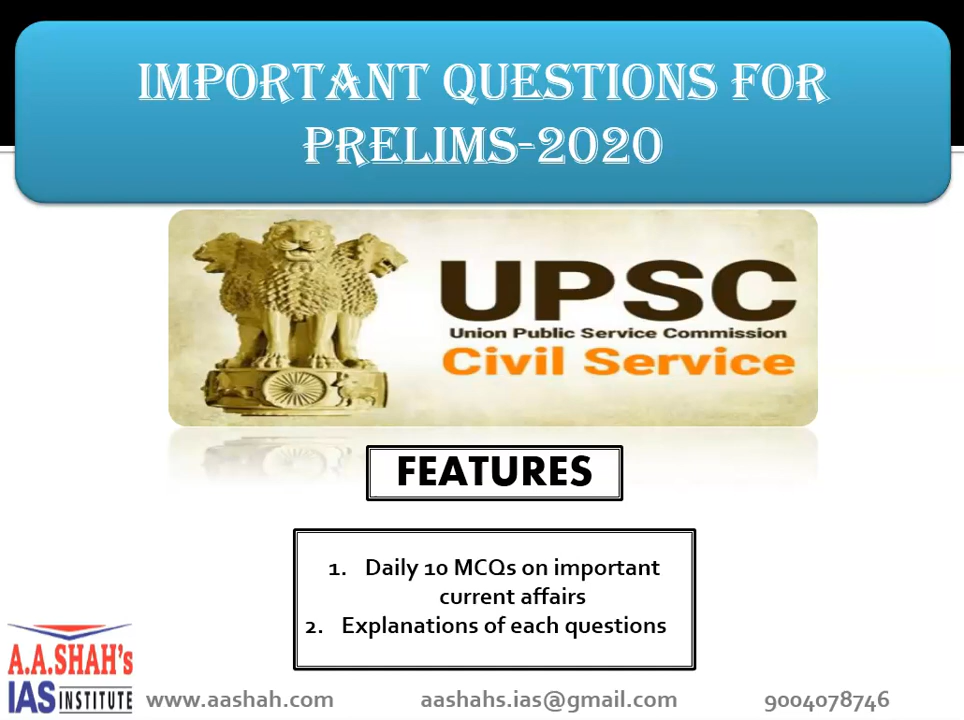 IMPORTANT QUESTIONS FOR
PRELIMS-2020
UPSC
Union Public Service Commission
Civil Service
FEATURES
1. Daily 10 MCQs on important
current affairs
2. Explanations of each questions
A.A.SHAH's
IAS INSTITUTE
www.aashah.com aashahs.ias@gmail.com 9004078746